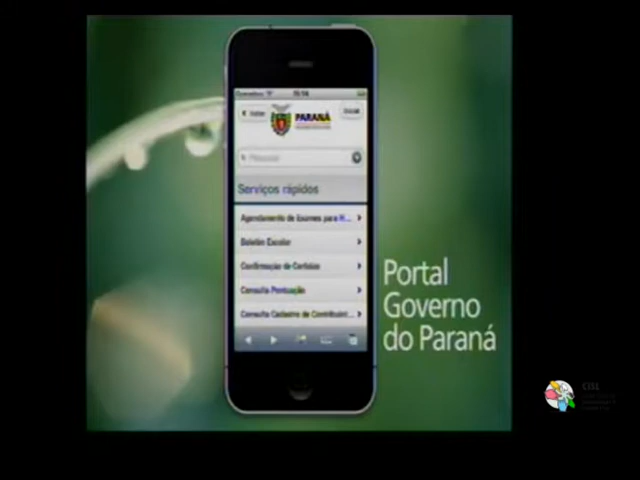 PARANÁ
Serviços rápidos
Agendamento de Exames para H...
Boletim Escolar
Confirmação de Certidão
Consulta Pontuação
Consulta Cadastro de Contribuint...
Portal
Governo
do Paraná
CISL